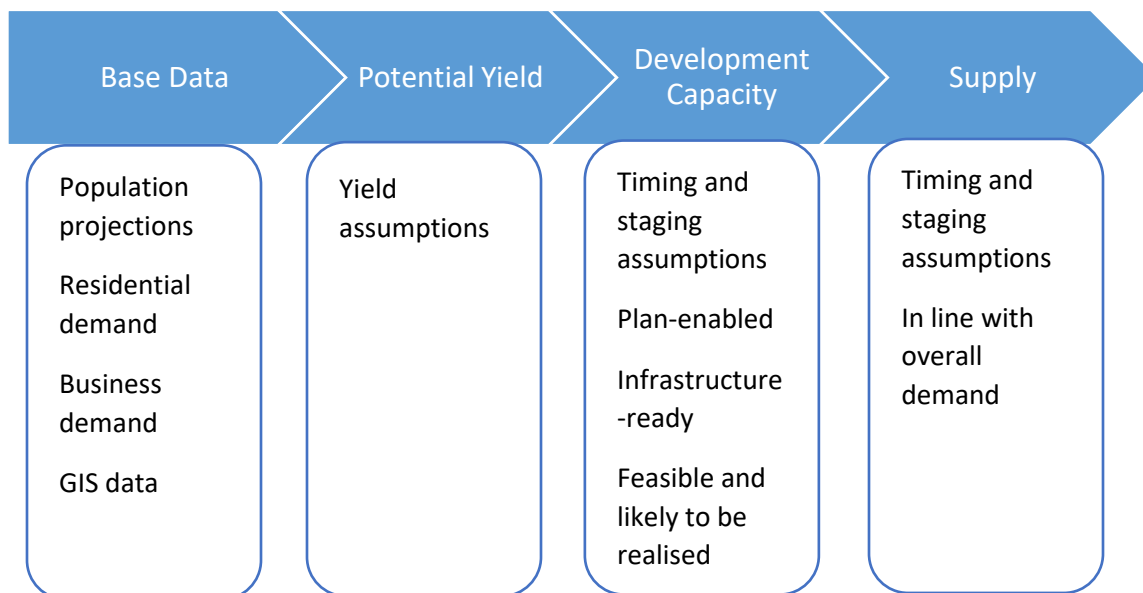 Base Data
Potential Yield
Development
Capacity
Supply
Population
projections
Residential
demand
Business
demand
GIS data
Yield
assumptions
Timing and
staging
assumptions
Plan-enabled
Infrastructure
-ready
Feasible and
likely to be
realised
Timing and
staging
assumptions
In line with
overall
demand